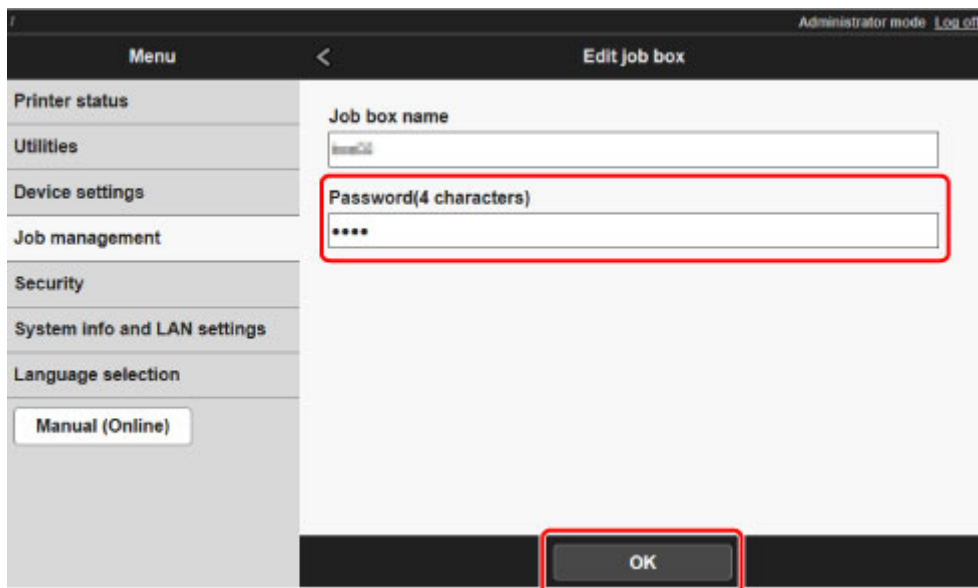 /
Administrator mode Log off
Menu
<
Edit job box
Printer status
Utilities
Device settings
Job management
Security
System info and LAN settings
Language selection
Manual (Online)
Job box name
Password(4 characters)
••••
OK